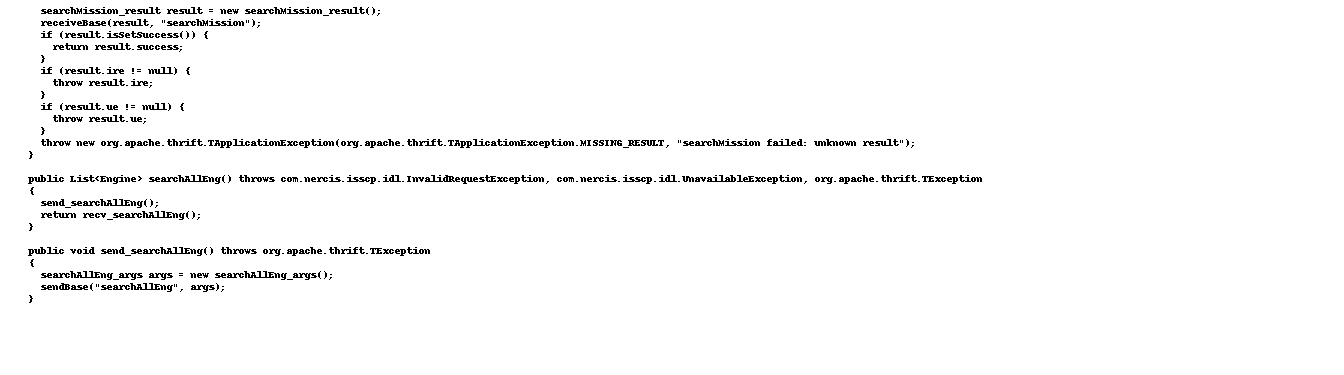 searchMission_result result = new searchMission_result();
receiveBase(result, "searchMission");
if (result.isSetSuccess()) {
return result.success;
}
if (result.ire != null) {
throw result.ire;
}
if (result.ue != null) {
throw result.ue;
}
throw new org.apache.thrift.TApplicationException(org.apache.thrift.TApplicationException.MISSING_RESULT, "searchMission failed: unknown result");
}
public List<Engine> searchAllEng() throws com.nercis.isscp.idl.InvalidRequestException, com.nercis.isscp.idl.UnavailableException, org.apache.thrift.TException
{
send_searchAllEng();
return recv_searchAllEng();
}
public void send_searchAllEng() throws org.apache.thrift.TException
{
searchAllEng_args args = new searchAllEng_args();
sendBase("searchAllEng", args);
}